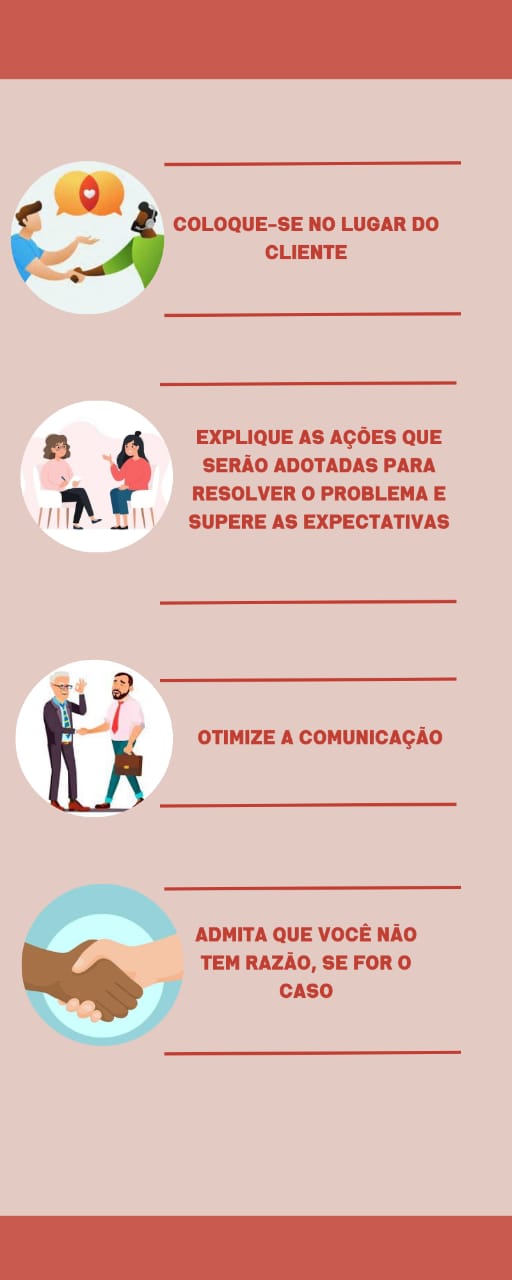 COLOQUE-SE NO LUGAR DO
CLIENTE
EXPLIQUE AS AÇÕES QUE
SERÃO ADOTADAS PARA
RESOLVER O PROBLEMA E
SUPERE AS EXPECTATIVAS
OTIMIZE A COMUNICAÇÃO
ADMITA QUE VOCÊ NÃO
TEM RAZÃO, SE FOR O
CASO